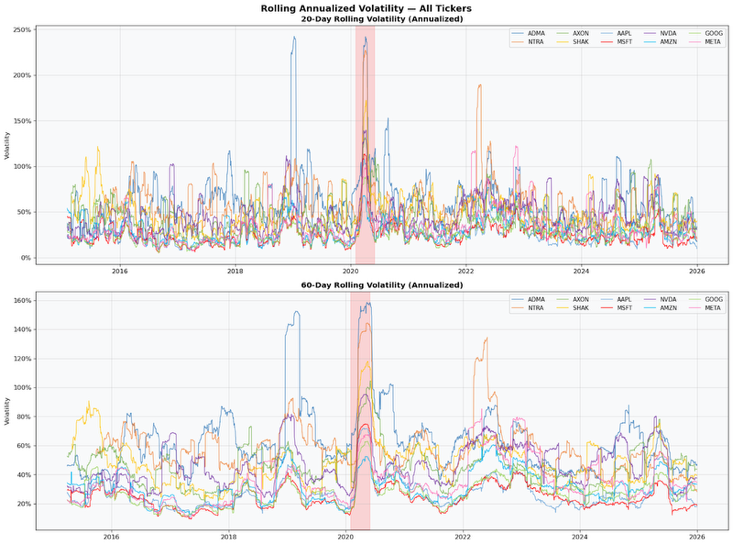 Rolling Annualized Volatility — All Tickers
20-Day Rolling Volatility (Annualized)
250%
200%
150%
100%
50%
0%
Volatility
ADMA AXON AAPL NVDA GOOG
NTRA SHAK MSFT AMZN META
2016 2018 2020 2022 2024 2026
60-Day Rolling Volatility (Annualized)
160%
140%
120%
100%
80%
60%
40%
20%
Volatility
ADMA AXON AAPL NVDA GOOG
NTRA SHAK MSFT AMZN META
2016 2018 2020 2022 2024 2026